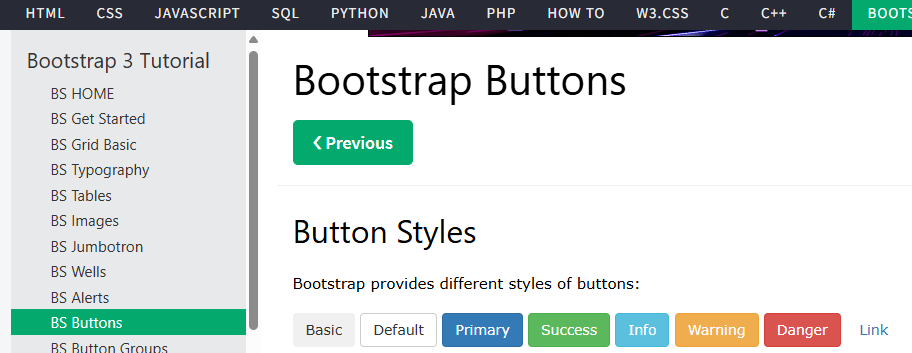 HTML CSS JAVASCRIPT SQL PYTHON JAVA PHP HOW TO W3.CSS C C++ C# BOOTS
Bootstrap 3 Tutorial
BS HOME
BS Get Started
BS Grid Basic
BS Typography
BS Tables
BS Images
BS Jumbotron
BS Wells
BS Alerts
BS Buttons
BS Button Groups
Bootstrap Buttons
❮ Previous
Button Styles
Bootstrap provides different styles of buttons:
Basic Default Primary Success Info Warning Danger Link